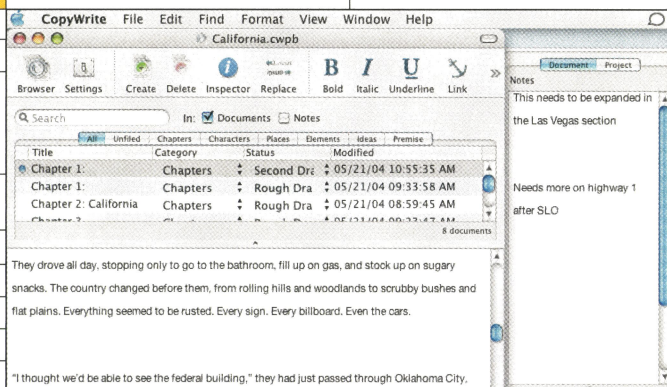 CopyWrite File Edit Find Format View Window Help
California.cwpb
Browser Settings Create Delete Inspector Replace Bold Italic Underline Link
Search In: Documents Notes
All Unfiled Chapters Characters Places Elements Ideas Premise
Title Category Status Modified
Chapter 1: Chapters Second Dra 05/21/04 10:55:35 AM
Chapter 1: Chapters Rough Dra 05/21/04 09:33:58 AM
Chapter 2: California Chapters Rough Dra 05/21/04 08:59:45 AM
8 documents
They drove all day, stopping only to go to the bathroom, fill up on gas, and stock up on sugary
snacks. The country changed before them, from rolling hills and woodlands to scrubby bushes and
flat plains. Everything seemed to be rusted. Every sign. Every billboard. Even the cars.
"I thought we'd be able to see the federal building," they had just passed through Oklahoma City,
Document Project
Notes
This needs to be expanded in
the Las Vegas section
Needs more on highway 1
after SLO